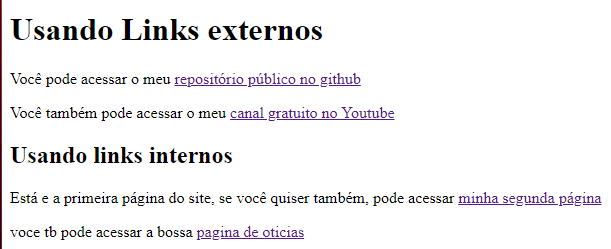 Usando Links externos
Você pode acessar o meu repositório público no github
Você também pode acessar o meu canal gratuito no Youtube
Usando links internos
Está e a primeira página do site, se você quiser também, pode acessar minha segunda página
voce tb pode acessar a bossa pagina de oticias